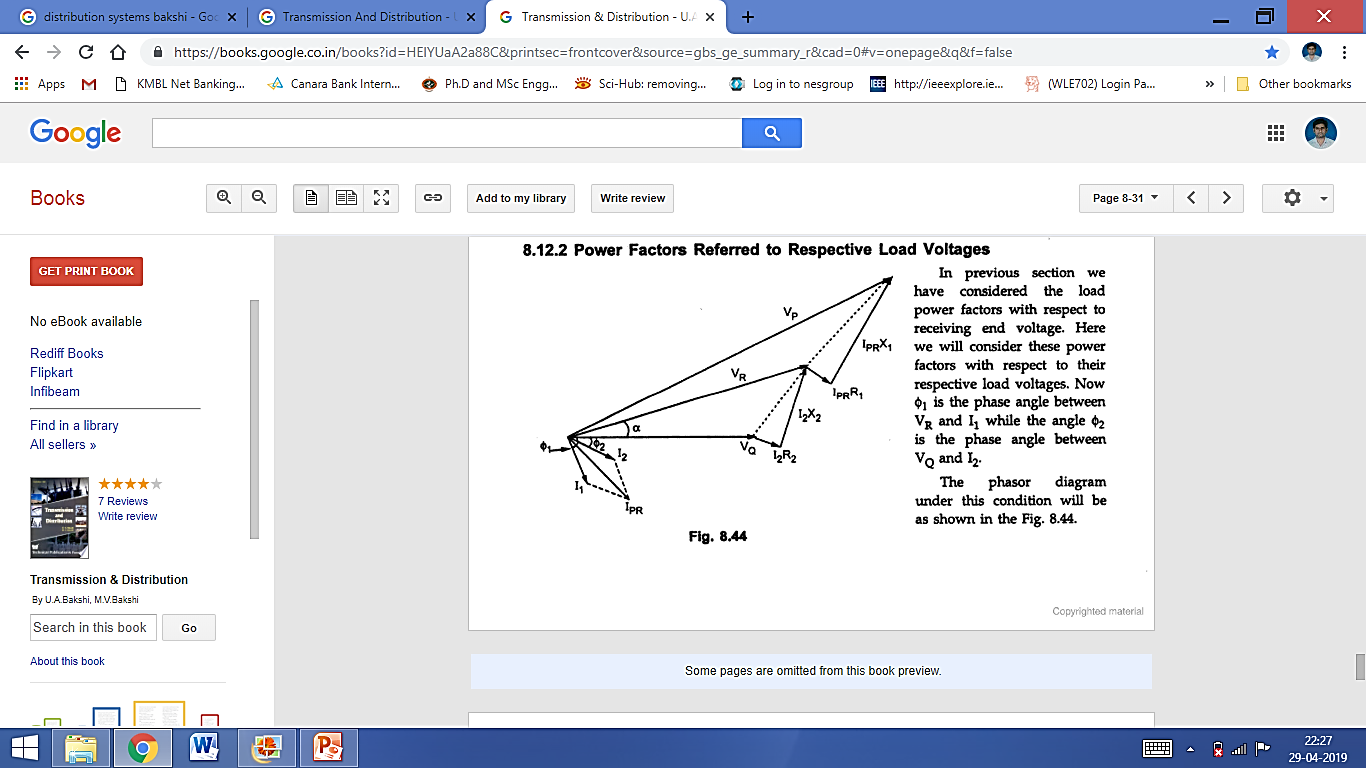 distribution systems bakshi - Goo
Transmission And Distribution - U
Transmission & Distribution - U.A
https://books.google.co.in/books?id=HEIYUaA2a88C&printsec=frontcover&source=gbs_ge_summary_r&cad=0#v=onepage&q&f=false
Apps
KMBL Net Banking...
Canara Bank Intern...
Ph.D and MSc Engg...
Sci-Hub: removing...
Log in to nesgroup
IEEE
http://ieeexplore.ie...
(WLE702) Login Pa...
»
Other bookmarks
Google
Books
Add to my library
Write review
Page 8-31
GET PRINT BOOK
No eBook available
Rediff Books
Flipkart
Infibeam
Find in a library
All sellers »
7 Reviews
Write review
Transmission
and
Distribution
Transmission & Distribution
By U.A.Bakshi, M.V.Bakshi
Search in this book
Go
About this book
8.12.2 Power Factors Referred to Respective Load Voltages
VP
IPRX1
VR
IPRR1
I2X2
α
VQ
I2R2
ϕ1
ϕ2
I2
I1
IPR
Fig. 8.44
In previous section we
have considered the load
power factors with respect to
receiving end voltage. Here
we will consider these power
factors with respect to their
respective load voltages. Now
ϕ1 is the phase angle between
VR and I1 while the angle ϕ2
is the phase angle between
VQ and I2.
The phasor diagram
under this condition will be
as shown in the Fig. 8.44.
Copyrighted material
Some pages are omitted from this book preview.
22:27
29-04-2019